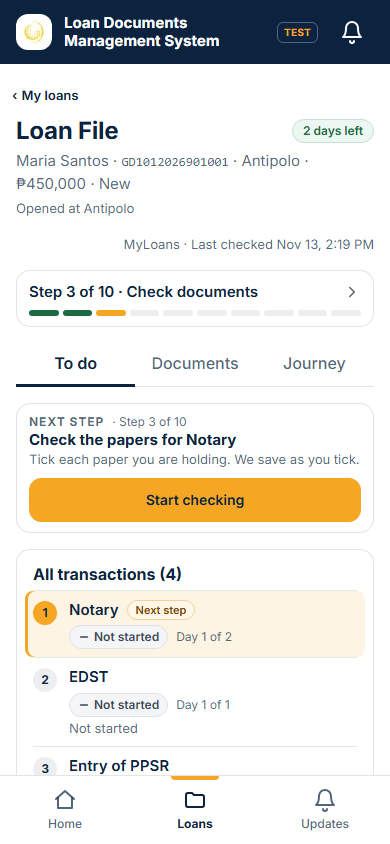 Loan Documents
Management System
TEST
‹ My loans
Loan File
2 days left
Maria Santos · GD1012026901001 · Antipolo ·
₱450,000 · New
Opened at Antipolo
MyLoans · Last checked Nov 13, 2:19 PM
Step 3 of 10 · Check documents
To do
Documents
Journey
NEXT STEP · Step 3 of 10
Check the papers for Notary
Tick each paper you are holding. We save as you tick.
Start checking
All transactions (4)
1
Notary
Next step
– Not started
Day 1 of 2
2
EDST
– Not started
Day 1 of 1
Not started
3
Entry of PPSR
Home
Loans
Updates